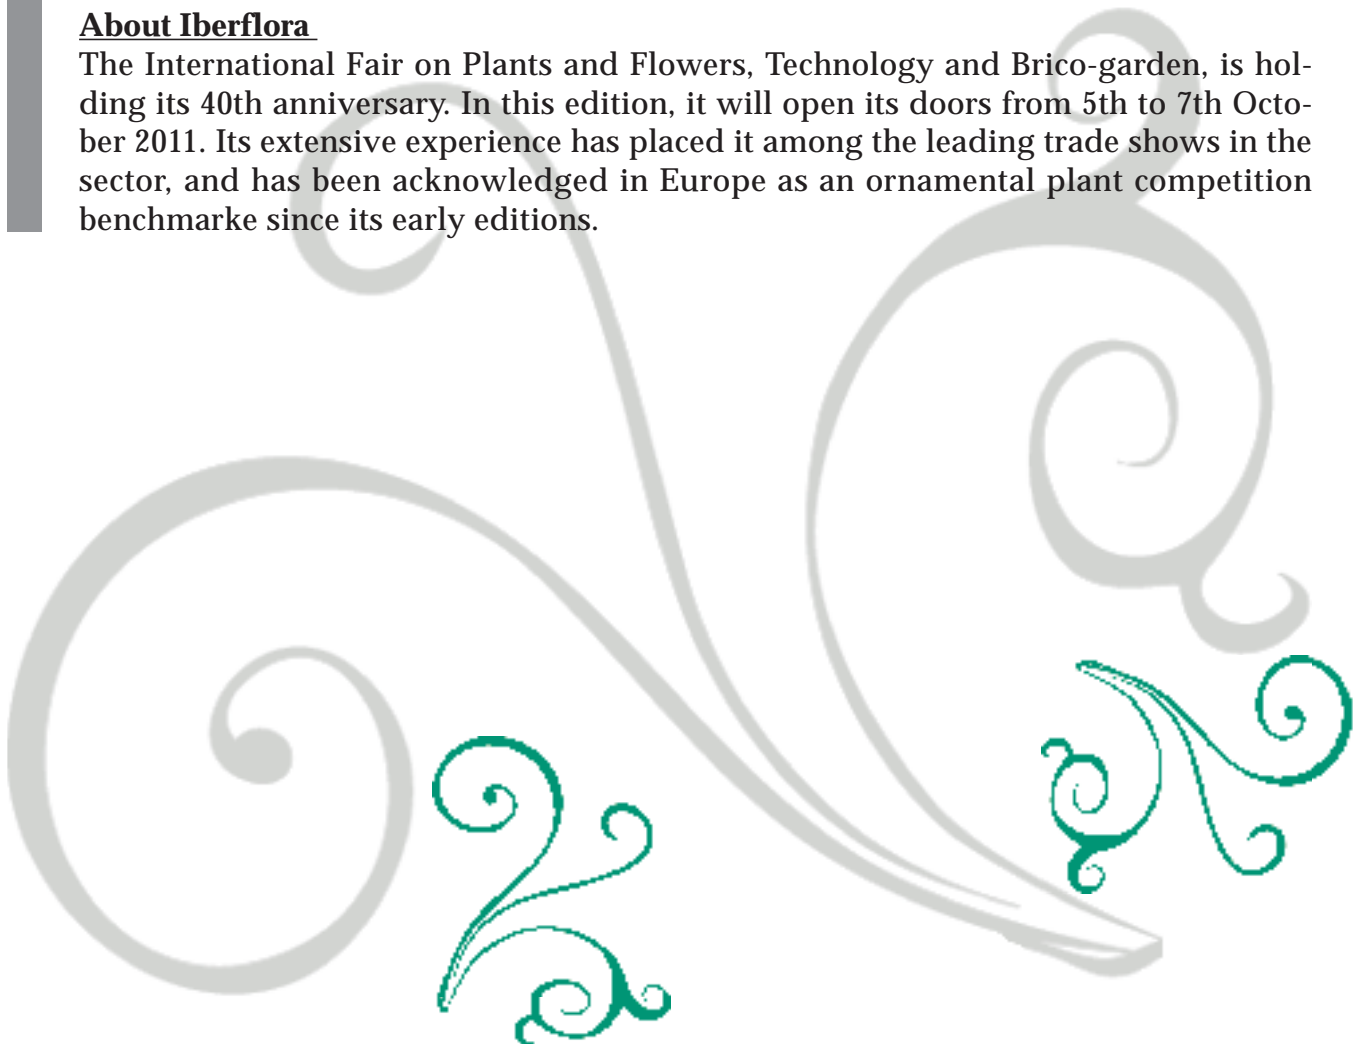 About Iberflora
The International Fair on Plants and Flowers, Technology and Brico-garden, is hol-
ding its 40th anniversary. In this edition, it will open its doors from 5th to 7th Octo-
ber 2011. Its extensive experience has placed it among the leading trade shows in the
sector, and has been acknowledged in Europe as an ornamental plant competition
benchmarke since its early editions.